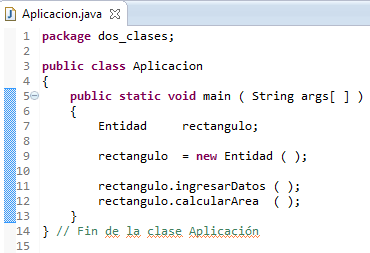 Aplicacion.java
1 package dos_clases;
2
3 public class Aplicacion
4 {
5 public static void main ( String args[ ] )
6 {
7 Entidad rectangulo;
8
9 rectangulo = new Entidad ( );
10
11 rectangulo.ingresarDatos ( );
12 rectangulo.calcularArea ( );
13 }
14 } // Fin de la clase Aplicación
15